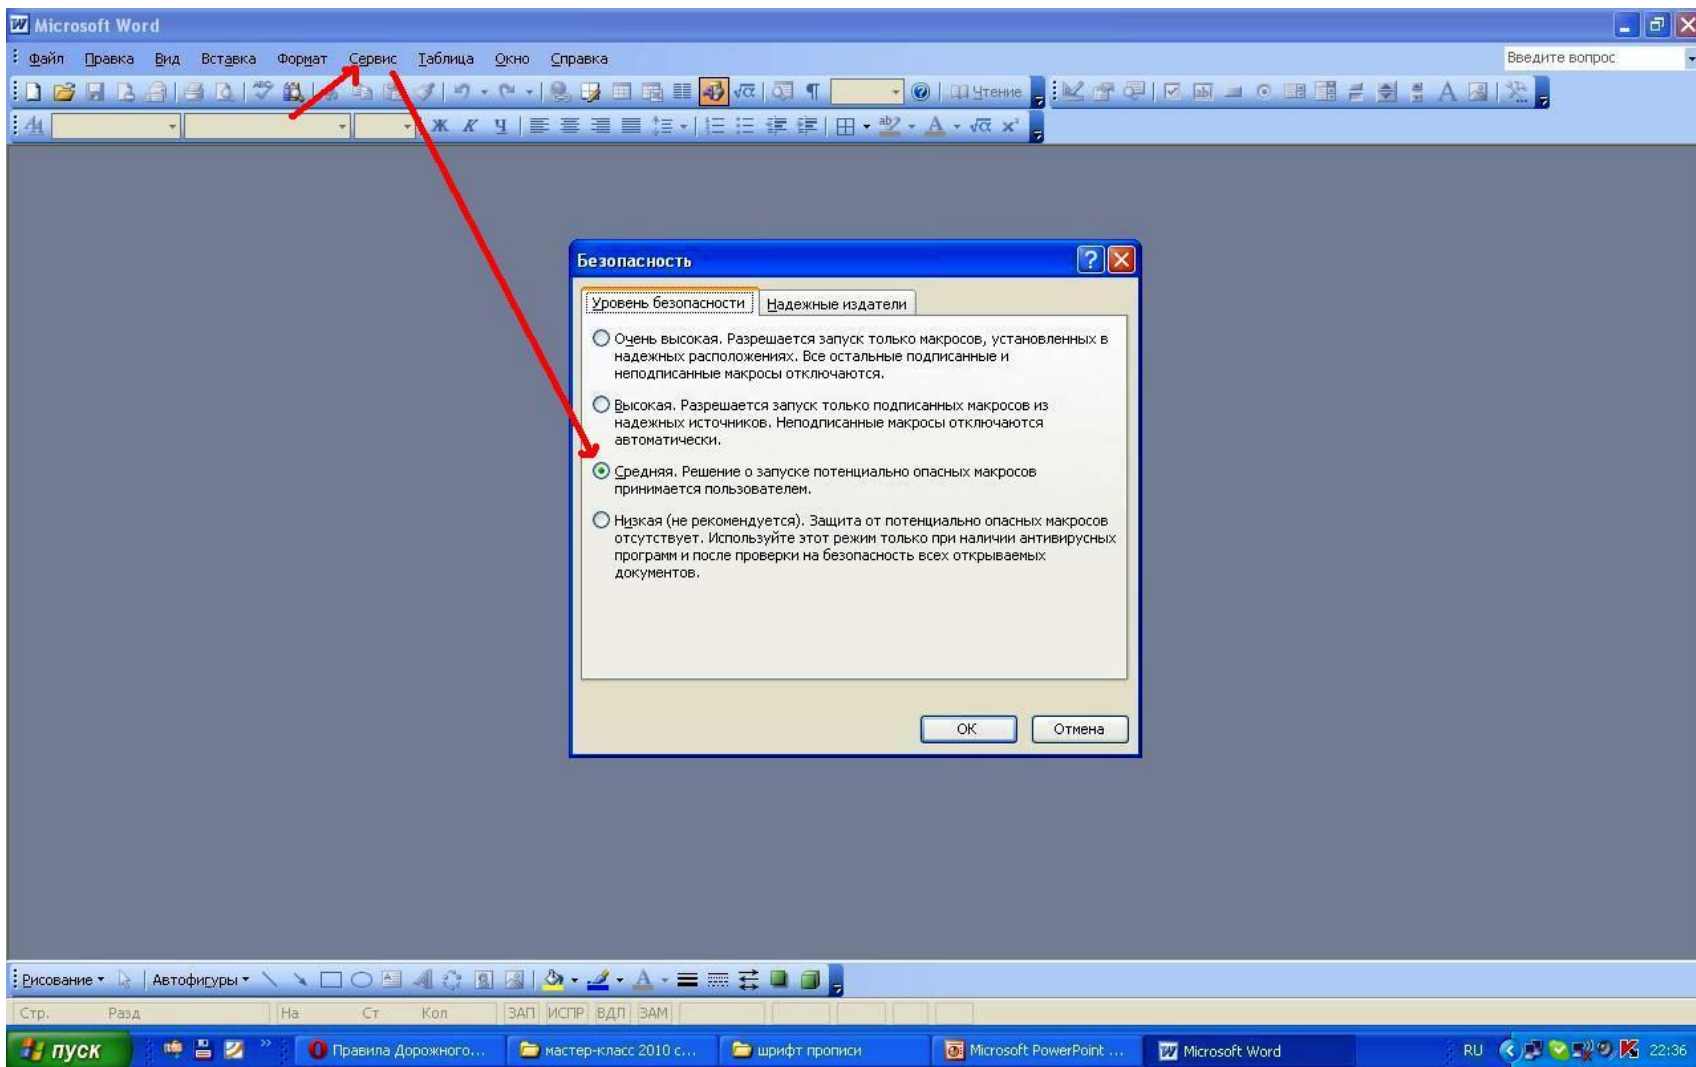 Microsoft Word
Файл Правка Вид Вставка Формат Сервис Таблица Окно Справка
Введите вопрос
Чтение
Ж К Ч
Безопасность
Уровень безопасности Надежные издатели
Очень высокая. Разрешается запуск только макросов, установленных в
надежных расположениях. Все остальные подписанные и
неподписанные макросы отключаются.
Высокая. Разрешается запуск только подписанных макросов из
надежных источников. Неподписанные макросы отключаются
автоматически.
Средняя. Решение о запуске потенциально опасных макросов
принимается пользователем.
Низкая (не рекомендуется). Защита от потенциально опасных макросов
отсутствует. Используйте этот режим только при наличии антивирусных
программ и после проверки на безопасность всех открываемых
документов.
ОК Отмена
Рисование Автофигуры
Стр. Разд На Ст Кол ЗАП ИСПР ВДЛ ЗАМ
пуск Правила Дорожного... мастер-класс 2010 с... шрифт прописи Microsoft PowerPoint ... Microsoft Word RU 22:36